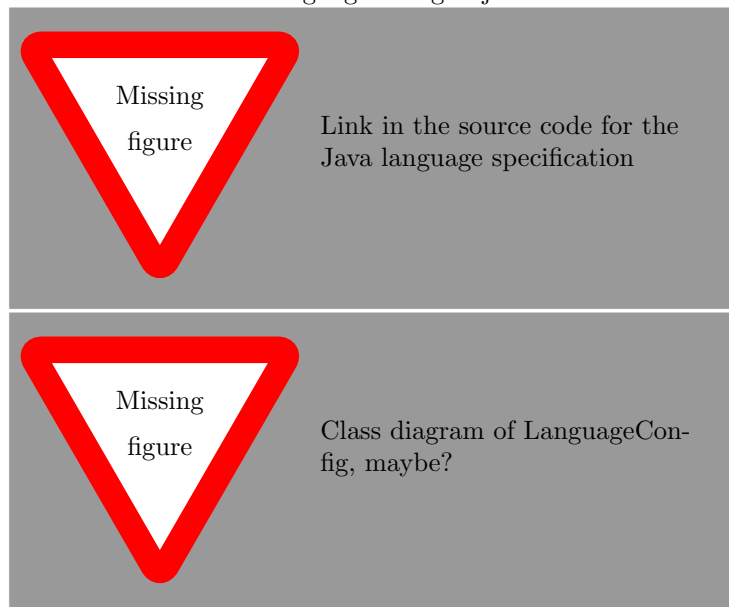 Missing
figure
Link in the source code for the
Java language specification
Missing
figure
Class diagram of LanguageCon-
fig, maybe?